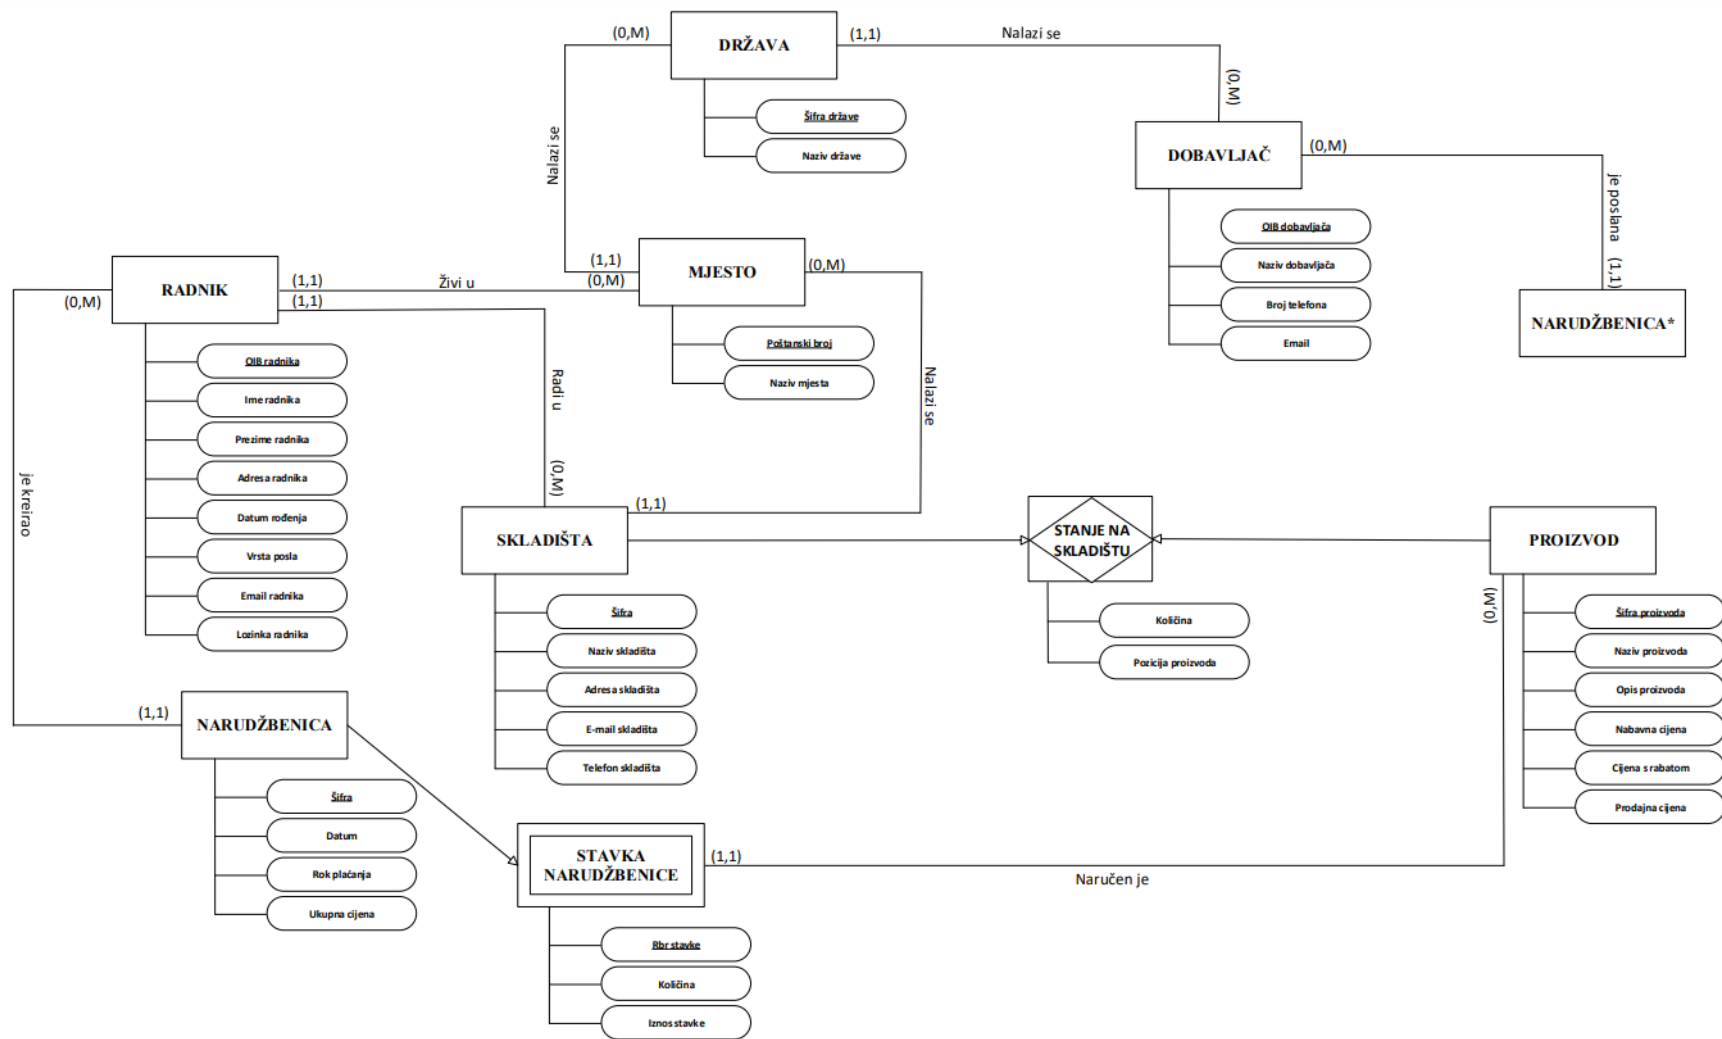 (0,M)
DRŽAVA
(1,1)
Nalazi se
Šifra države
Naziv države
Nalazi se
(0,M)
DOBAVLJAČ
(0,M)
OIB dobavljača
Naziv dobavljača
Broj telefona
Email
je poslana
(1,1)
NARUDŽBENICA*
(1,1)
(0,M)
MJESTO
(0,M)
Poštanski broj
Naziv mjesta
Nalazi se
Živi u
(0,M)
RADNIK
(1,1)
(1,1)
OIB radnika
Ime radnika
Prezime radnika
Adresa radnika
Datum rođenja
Vrsta posla
Email radnika
Lozinka radnika
je kreirao
Radi u
(0,M)
(1,1)
SKLADIŠTA
Šifra
Naziv skladišta
Adresa skladišta
E-mail skladišta
Telefon skladišta
STANJE NA
SKLADIŠTU
Količina
Pozicija proizvoda
PROIZVOD
(0,M)
Šifra proizvoda
Naziv proizvoda
Opis proizvoda
Nabavna cijena
Cijena s rabatom
Prodajna cijena
(1,1)
NARUDŽBENICA
Šifra
Datum
Rok plaćanja
Ukupna cijena
STAVKA
NARUDŽBENICE
(1,1)
Naručen je
Rbr stavke
Količina
Iznos stavke